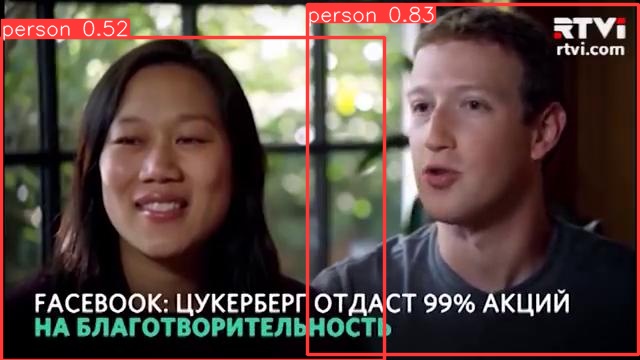 person 0.52
person 0.83
RTVi
rtvi.com
FACEBOOK: ЦУКЕРБЕРГ ОТДАСТ 99% АКЦИЙ
НА БЛАГОТВОРИТЕЛЬНОСТЬ